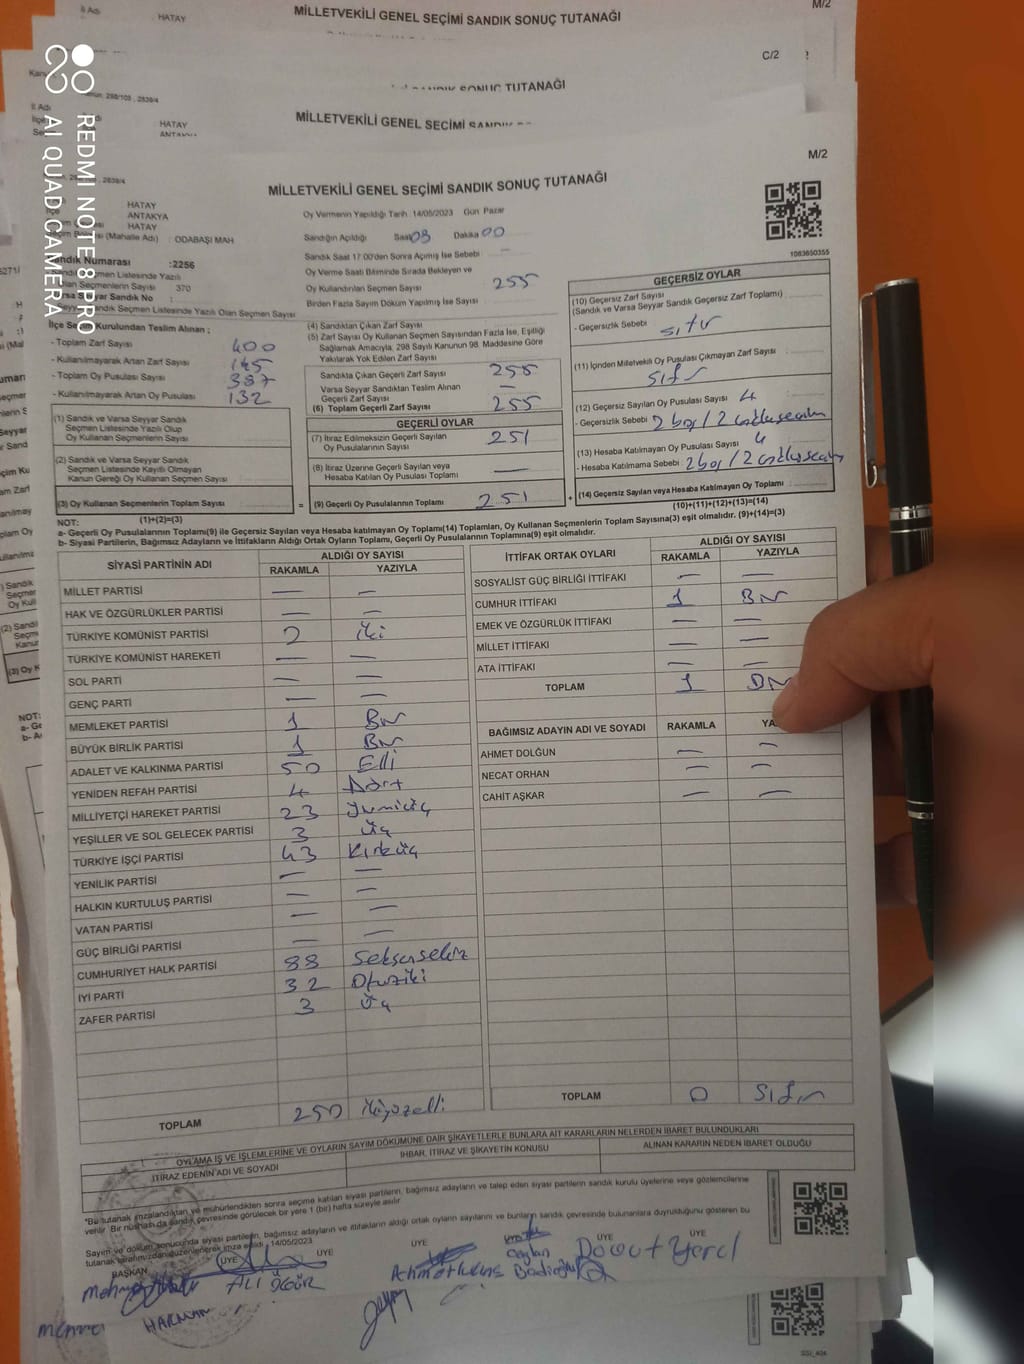 İl Adı HATAY MİLLETVEKİLİ GENEL SEÇİMİ SANDIK SONUÇ TUTANAĞI M/2
C/2
SONUÇ TUTANAĞI
HATAY MİLLETVEKİLİ GENEL SEÇİMİ
REDMI NOTE 8 PRO
AI QUAD CAMERA
M/2
MİLLETVEKİLİ GENEL SEÇİMİ SANDIK SONUÇ TUTANAĞI
HATAY
ANTAKYA
HATAY
(Mahalle Adı) : ODABAŞI MAH
Sandık Numarası :2256
370
Oy Vermenin Yapıldığı Tarih :14/05/2023 Gün Pazar
Sandığın Açıldığı Saat 08 Dakika 00
Sandık Saat 17:00'den Sonra Açılmış İse Sebebi
Oy Verme Saati Bitiminde Sırada Bekleyen ve
Oy Kullandırılan Seçmen Sayısı 255
Birden Fazla Sayım Döküm Yapılmış İse Sayısı
1083650355
İlçe Seçim Kurulundan Teslim Alınan ;
- Toplam Zarf Sayısı 400
- Kullanılmayarak Artan Zarf Sayısı 145
- Toplam Oy Pusulası Sayısı 387
- Kullanılmayarak Artan Oy Pusulası 132
(1) Sandık ve Varsa Seyyar Sandık
Seçmen Listesinde Yazılı Olup
Oy Kullanan Seçmenlerin Sayısı
(2) Sandık ve Varsa Seyyar Sandık
Seçmen Listesinde Kayıtlı Olmayan
Kanun Gereği Oy Kullanan Seçmen Sayısı
(3) Oy Kullanan Seçmenlerin Toplam Sayısı
(1)+(2)=(3)
(4) Sandıktan Çıkan Zarf Sayısı
(5) Zarf Sayısı Oy Kullanan Seçmen Sayısından Fazla İse, Eşitliği
Sağlamak Amacıyla, 298 Sayılı Kanunun 98. Maddesine Göre
Yakılarak Yok Edilen Zarf Sayısı
Sandıkta Çıkan Geçerli Zarf Sayısı 255
Varsa Seyyar Sandıktan Teslim Alınan
Geçerli Zarf Sayısı —
(6) Toplam Geçerli Zarf Sayısı 255
GEÇERLİ OYLAR
(7) İtiraz Edilmeksizin Geçerli Sayılan
Oy Pusulalarının Sayısı 251
(8) İtiraz Üzerine Geçerli Sayılan veya
Hesaba Katılan Oy Pusulası Toplamı —
= (9) Geçerli Oy Pusulalarının Toplamı 251 +
GEÇERSİZ OYLAR
(10) Geçersiz Zarf Sayısı
(Sandık ve Varsa Seyyar Sandık Geçersiz Zarf Toplamı)
- Geçersizlik Sebebi sıfır
(11) İçinden Milletvekili Oy Pusulası Çıkmayan Zarf Sayısı
sıfır
(12) Geçersiz Sayılan Oy Pusulası Sayısı 4
- Geçersizlik Sebebi 2 boş / 2
(13) Hesaba Katılmayan Oy Pusulası Sayısı 4
- Hesaba Katılmama Sebebi 2 boş / 2
(14) Geçersiz Sayılan veya Hesaba Katılmayan Oy Toplamı
(10)+(11)+(12)+(13)=(14)
NOT:
a- Geçerli Oy Pusulalarının Toplamı(9) ile Geçersiz Sayılan veya Hesaba katılmayan Oy Toplamı(14) Toplamları, Oy Kullanan Seçmenlerin Toplam Sayısına(3) eşit olmalıdır. (9)+(14)=(3)
b- Siyasi Partilerin, Bağımsız Adayların ve İttifakların Aldığı Ortak Oyların Toplamı, Geçerli Oy Pusulalarının Toplamına(9) eşit olmalıdır.
SİYASİ PARTİNİN ADI ALDIĞI OY SAYISI
RAKAMLA YAZIYLA
MİLLET PARTİSİ — —
HAK VE ÖZGÜRLÜKLER PARTİSİ — —
TÜRKİYE KOMÜNİST PARTİSİ 2 iki
TÜRKİYE KOMÜNİST HAREKETİ — —
SOL PARTİ — —
GENÇ PARTİ — —
MEMLEKET PARTİSİ 1 Bir
BÜYÜK BİRLİK PARTİSİ 1 Bir
ADALET VE KALKINMA PARTİSİ 50 Elli
YENİDEN REFAH PARTİSİ 4 Dört
MİLLİYETÇİ HAREKET PARTİSİ 23 Yirmiüç
YEŞİLLER VE SOL GELECEK PARTİSİ 3 Üç
TÜRKİYE İŞÇİ PARTİSİ 43 Kırküç
YENİLİK PARTİSİ — —
HALKIN KURTULUŞ PARTİSİ — —
VATAN PARTİSİ — —
GÜÇ BİRLİĞİ PARTİSİ —
CUMHURİYET HALK PARTİSİ 88 Seksensekiz
İYİ PARTİ 32 Otuziki
ZAFER PARTİSİ 3 Üç
TOPLAM 250 ikiyüzelli
İTTİFAK ORTAK OYLARI ALDIĞI OY SAYISI
RAKAMLA YAZIYLA
SOSYALİST GÜÇ BİRLİĞİ İTTİFAKI — —
CUMHUR İTTİFAKI 1 Bir
EMEK VE ÖZGÜRLÜK İTTİFAKI — —
MİLLET İTTİFAKI — —
ATA İTTİFAKI — —
TOPLAM 1 Bir
BAĞIMSIZ ADAYIN ADI VE SOYADI RAKAMLA YA
AHMET DOLĞUN — —
NECAT ORHAN — —
CAHİT AŞKAR — —
TOPLAM 0 Sıfır
OYLAMA İŞ VE İŞLEMLERİNE VE OYLARIN SAYIM DÖKÜMÜNE DAİR ŞİKAYETLERLE BUNLARA AİT KARARLARIN NELERDEN İBARET BULUNDUKLARI
İTİRAZ EDENİN ADI VE SOYADI İHBAR, İTİRAZ VE ŞİKAYETİN KONUSU ALINAN KARARIN NEDEN İBARET OLDUĞU
*Bu tutanak imzalandıktan ve mühürlendikten sonra seçime katılan siyasi partilerin, bağımsız adayların ve talep eden siyasi partilerin sandık kurulu üyelerine veya gözlemcilerine
verilir. Bir nüshası da sandık çevresinde görülecek bir yere 1 (bir) hafta süreyle asılır.
Sayım ve döküm sonucunda siyasi partilerin, bağımsız adayların ve ittifakların aldığı ortak oyların sayılarını ve bunların sandık çevresinde bulunanlara duyurulduğunu gösteren bu
tutanak tarafımızdan düzenlenerek imza edildi. 14/05/2023
BAŞKAN ÜYE ÜYE ÜYE ÜYE
ALİ UĞUR
Davut Yerel
HARMAN